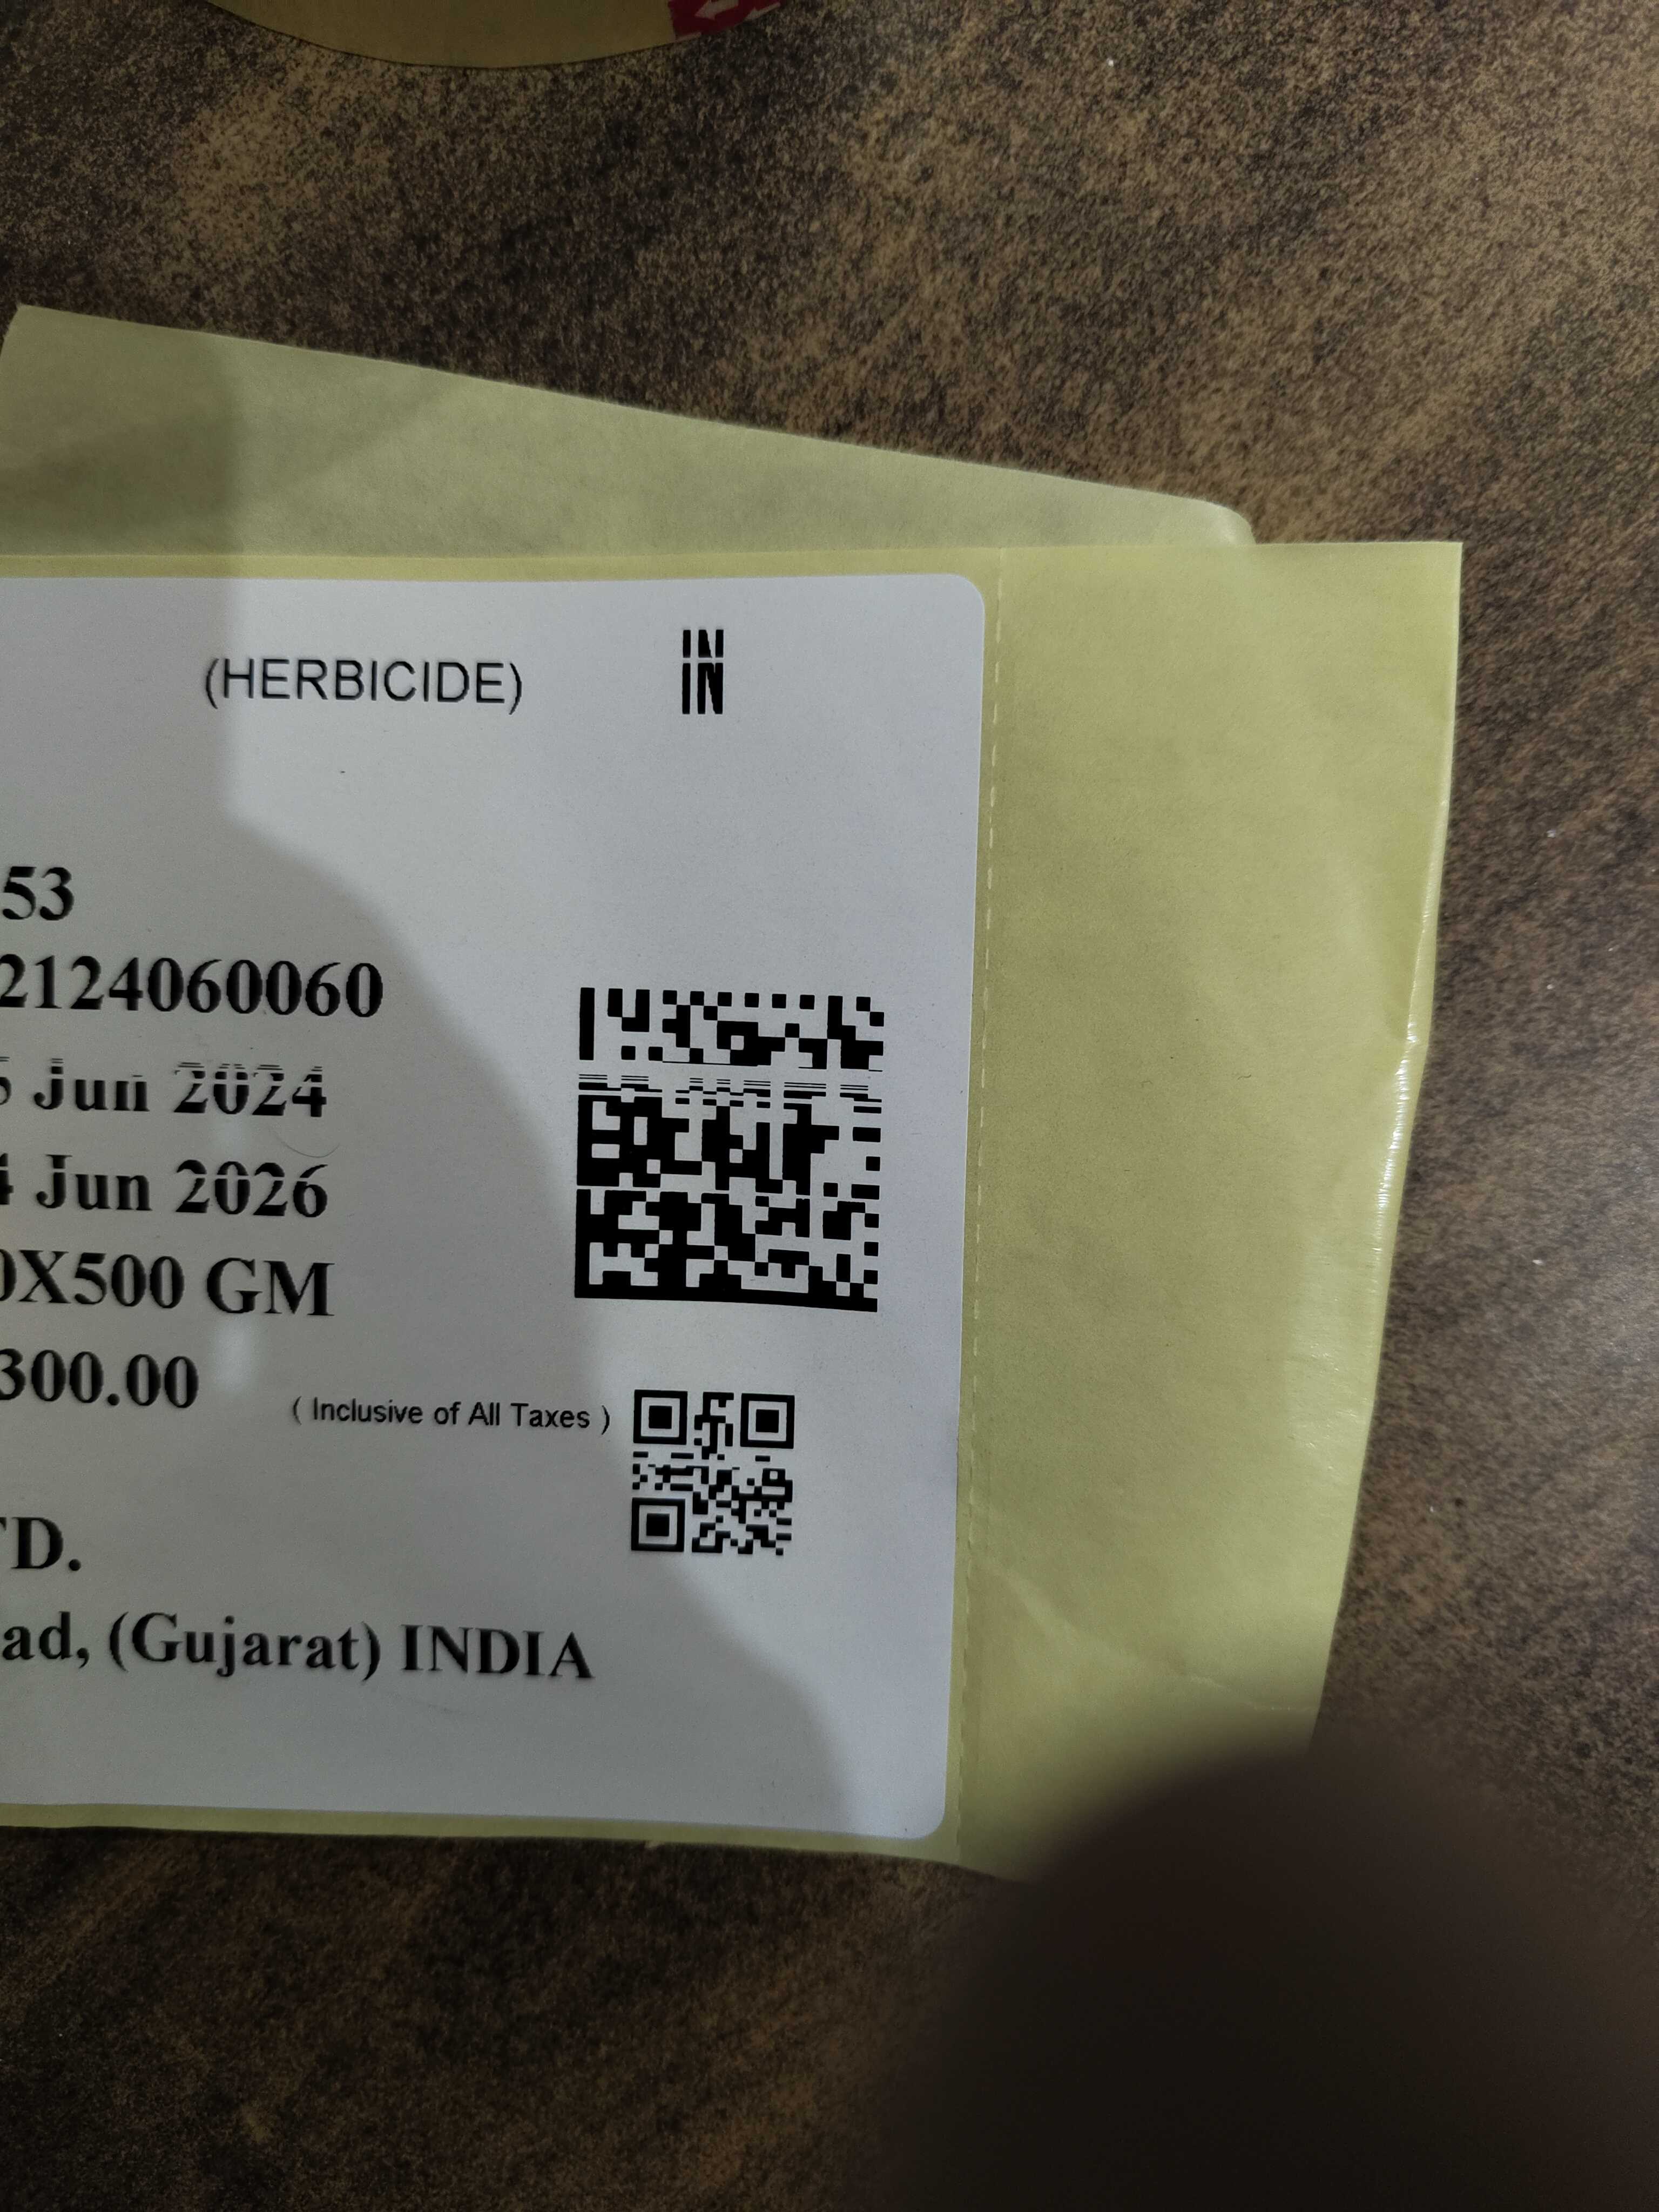 (HERBICIDE) IN
53
2124060060
Jun 2024
Jun 2026
0X500 GM
300.00 ( Inclusive of All Taxes )
TD.
ad, (Gujarat) INDIA